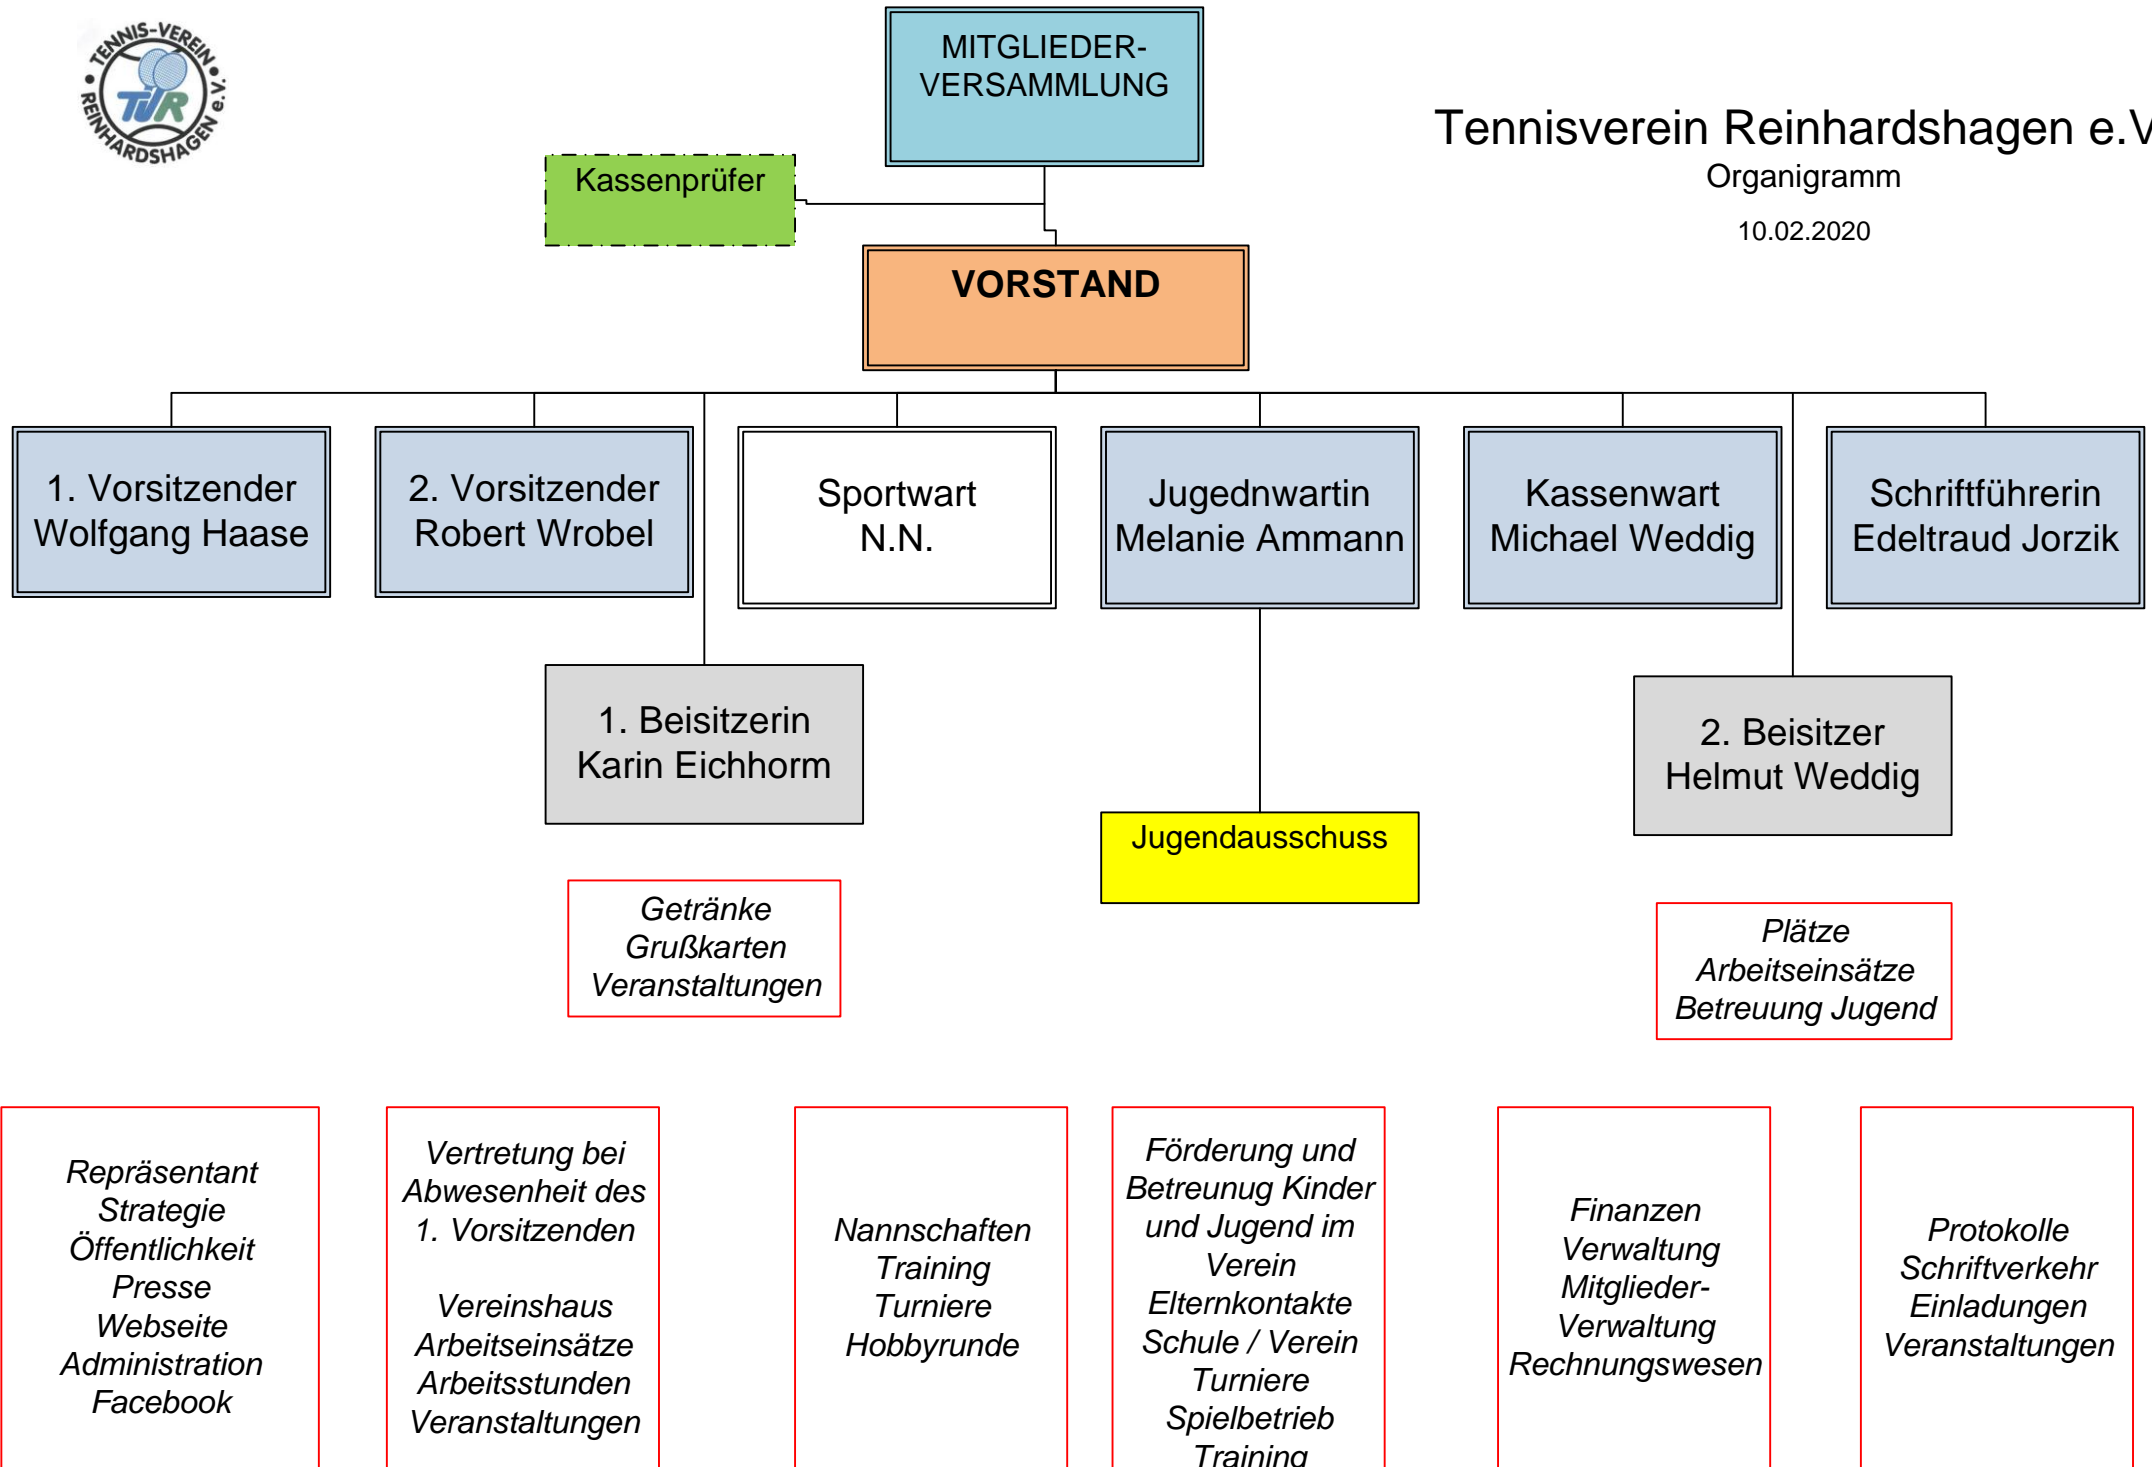 TENNIS-VEREIN
REINHARDSHAGEN e.V.
TVR
MITGLIEDER-
VERSAMMLUNG
Tennisverein Reinhardshagen e.V
Organigramm
10.02.2020
Kassenprüfer
VORSTAND
1. Vorsitzender
Wolfgang Haase
2. Vorsitzender
Robert Wrobel
Sportwart
N.N.
Jugednwartin
Melanie Ammann
Kassenwart
Michael Weddig
Schriftführerin
Edeltraud Jorzik
1. Beisitzerin
Karin Eichhorm
2. Beisitzer
Helmut Weddig
Jugendausschuss
Getränke
Grußkarten
Veranstaltungen
Plätze
Arbeitseinsätze
Betreuung Jugend
Repräsentant
Strategie
Öffentlichkeit
Presse
Webseite
Administration
Facebook
Vertretung bei
Abwesenheit des
1. Vorsitzenden
Vereinshaus
Arbeitseinsätze
Arbeitsstunden
Veranstaltungen
Nannschaften
Training
Turniere
Hobbyrunde
Förderung und
Betreunug Kinder
und Jugend im
Verein
Elternkontakte
Schule / Verein
Turniere
Spielbetrieb
Training
Finanzen
Verwaltung
Mitglieder-
Verwaltung
Rechnungswesen
Protokolle
Schriftverkehr
Einladungen
Veranstaltungen